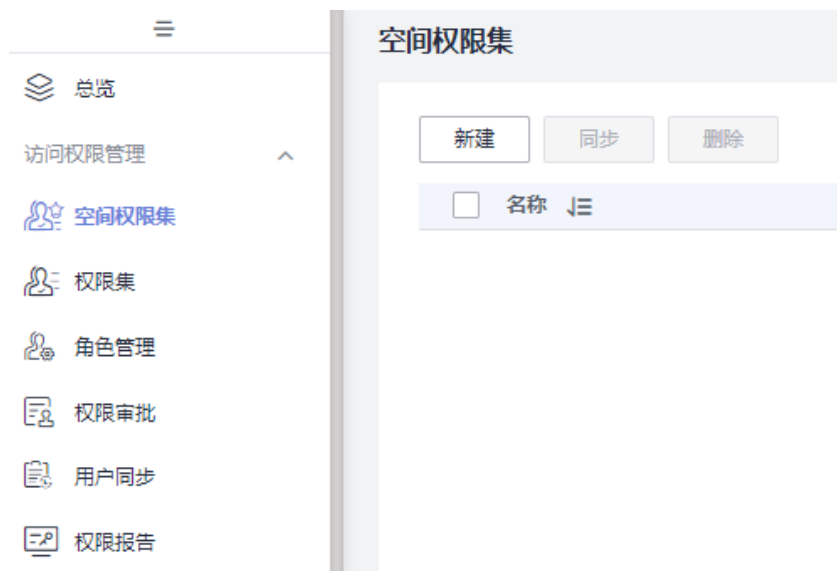 总览
访问权限管理
空间权限集
权限集
角色管理
权限审批
用户同步
权限报告
空间权限集
新建 同步 删除
名称